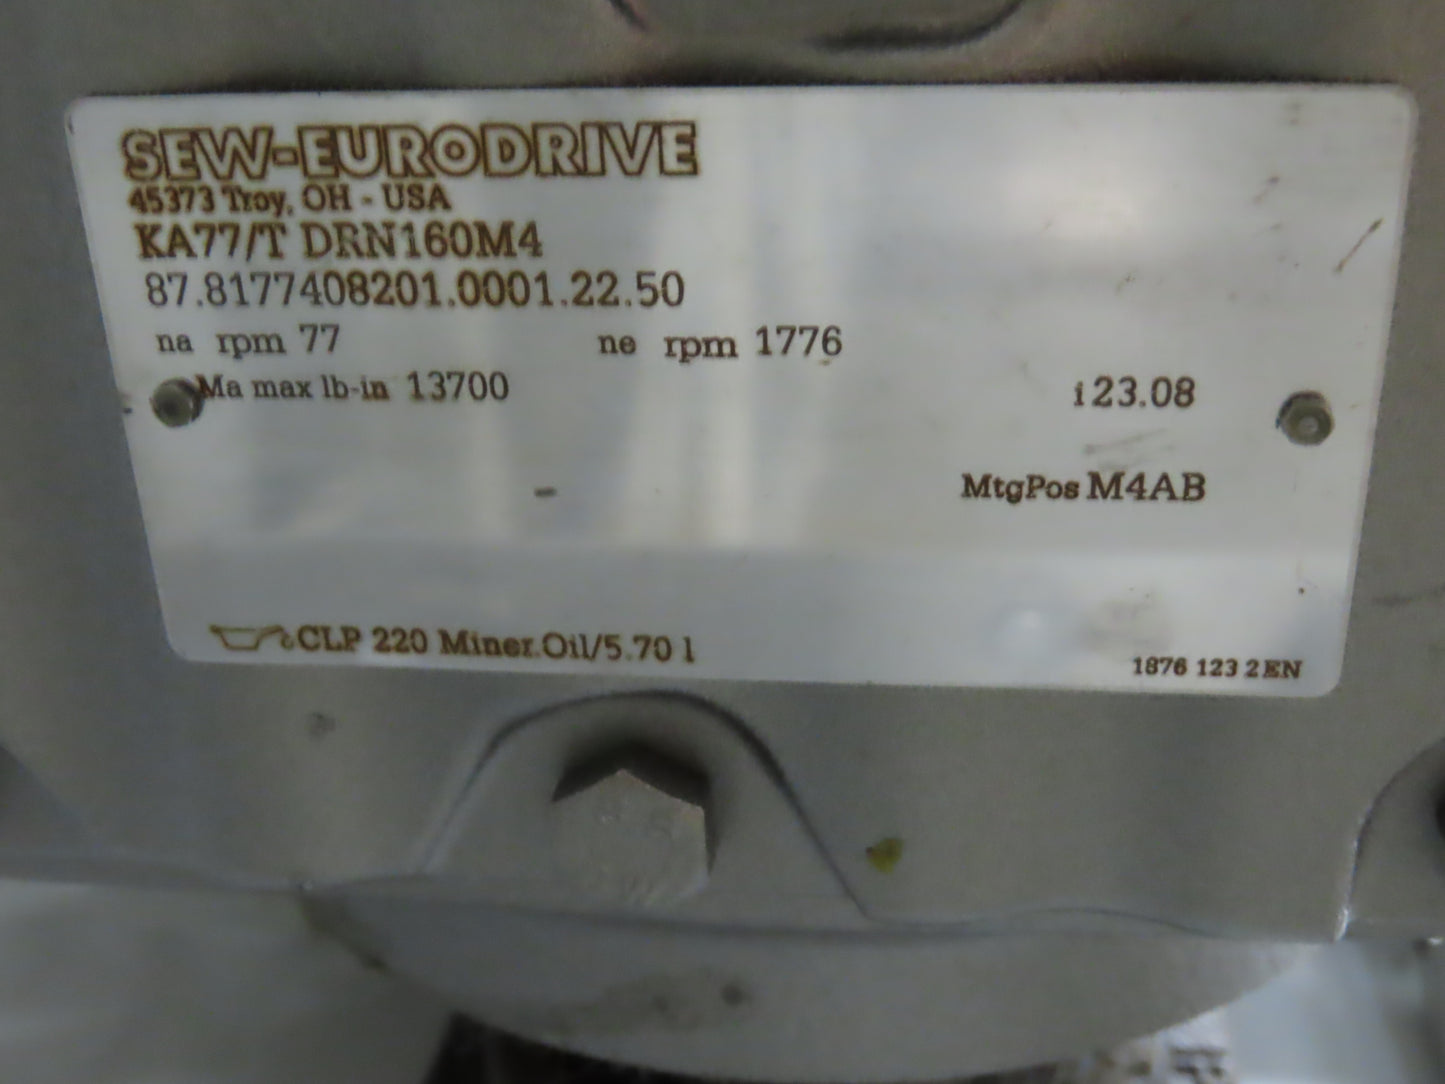 SEW-EURODRIVE
45373 Troy, OH - USA
KA77/T DRN160M4
87.8177408201.0001.22.50
na rpm 77 ne rpm 1776
Ma max lb-in 13700 i 23.08
- MtgPos M4AB
CLP 220 Miner.Oil/5.70 l
1876 123 2 EN